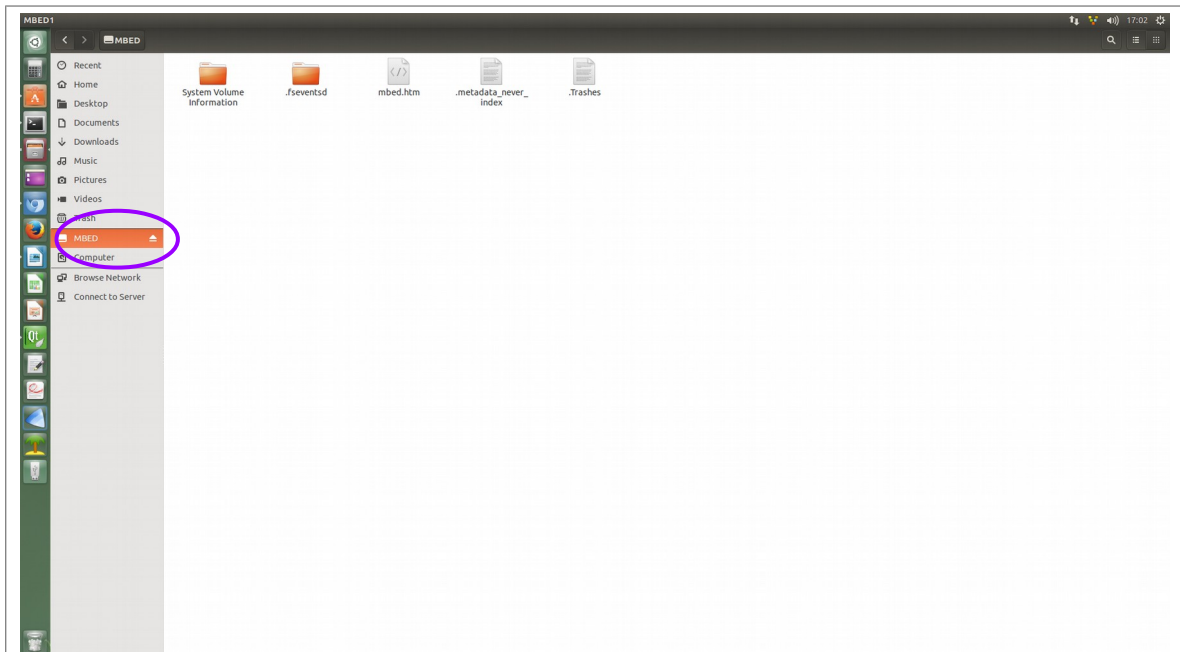 MBED1
17:02
MBED
Recent
Home
Desktop
Documents
Downloads
Music
Pictures
Videos
Trash
MBED
Computer
Browse Network
Connect to Server
System Volume
Information
.fseventsd
mbed.htm
.metadata_never_
index
.Trashes
Qt